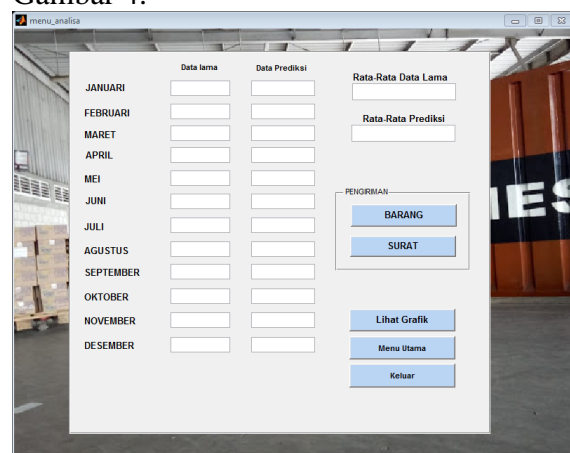 Gambar 4.
menu_analisa
Data lama
Data Prediksi
Rata-Rata Data Lama
JANUARI
FEBRUARI
Rata-Rata Prediksi
MARET
APRIL
MEI
JUNI
PENGIRIMAN
BARANG
JULI
SURAT
AGUSTUS
SEPTEMBER
OKTOBER
NOVEMBER
Lihat Grafik
DESEMBER
Menu Utama
Keluar
IES